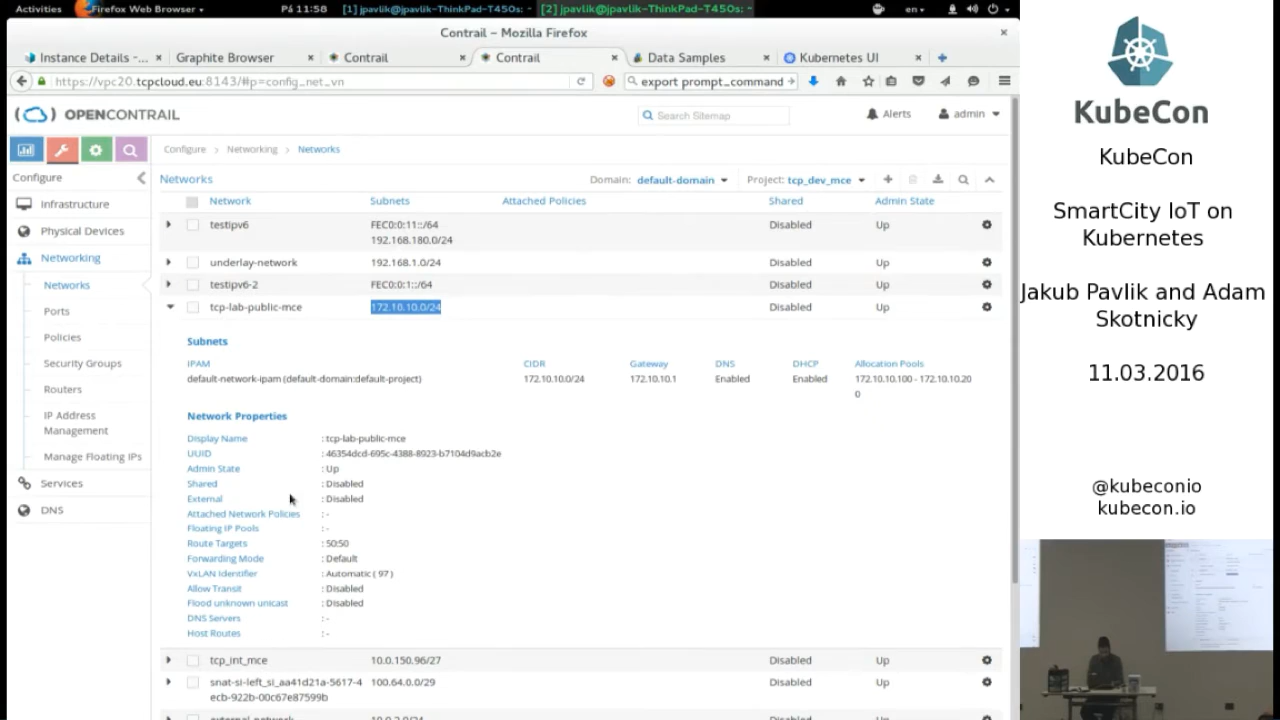 Activities Firefox Web Browser Pá 11:58 [1] jpavlik@jpavlik-ThinkPad-T450s: ~ [2] jpavlik@jpavlik-ThinkPad-T450s: ~ en
Contrail - Mozilla Firefox
Instance Details -... × Graphite Browser × Contrail × Contrail × Data Samples × Kubernetes UI ×
https://vpc20.tcpcloud.eu:8143/#p=config_net_vn export prompt_command
OPENCONTRAIL Search Sitemap Alerts admin
Configure > Networking > Networks
Configure
Infrastructure
Physical Devices
Networking
Networks
Ports
Policies
Security Groups
Routers
IP Address
Management
Manage Floating IPs
Services
DNS
Networks Domain: default-domain Project: tcp_dev_mce
Network Subnets Attached Policies Shared Admin State
testipv6 FEC0:0:11::/64 Disabled Up
192.168.180.0/24
underlay-network 192.168.1.0/24 Disabled Up
testipv6-2 FEC0:0:1::/64 Disabled Up
tcp-lab-public-mce 172.10.10.0/24 Disabled Up
Subnets
IPAM CIDR Gateway DNS DHCP Allocation Pools
default-network-ipam (default-domain:default-project) 172.10.10.0/24 172.10.10.1 Enabled Enabled 172.10.10.100 - 172.10.10.20
0
Network Properties
Display Name : tcp-lab-public-mce
UUID : 46354dcd-695c-4388-8923-b7104d9acb2e
Admin State : Up
Shared : Disabled
External : Disabled
Attached Network Policies : -
Floating IP Pools : -
Route Targets : 50:50
Forwarding Mode : Default
VxLAN Identifier : Automatic ( 97 )
Allow Transit : Disabled
Flood unknown unicast : Disabled
DNS Servers : -
Host Routes : -
tcp_int_mce 10.0.150.96/27 Disabled Up
snat-si-left_si_aa41d21a-5617-4 100.64.0.0/29 Disabled Up
ecb-922b-00c67e87599b
external-network 10.0.2.0/24 Disabled Up
KubeCon
KubeCon
SmartCity IoT on
Kubernetes
Jakub Pavlik and Adam
Skotnicky
11.03.2016
@kubeconio
kubecon.io